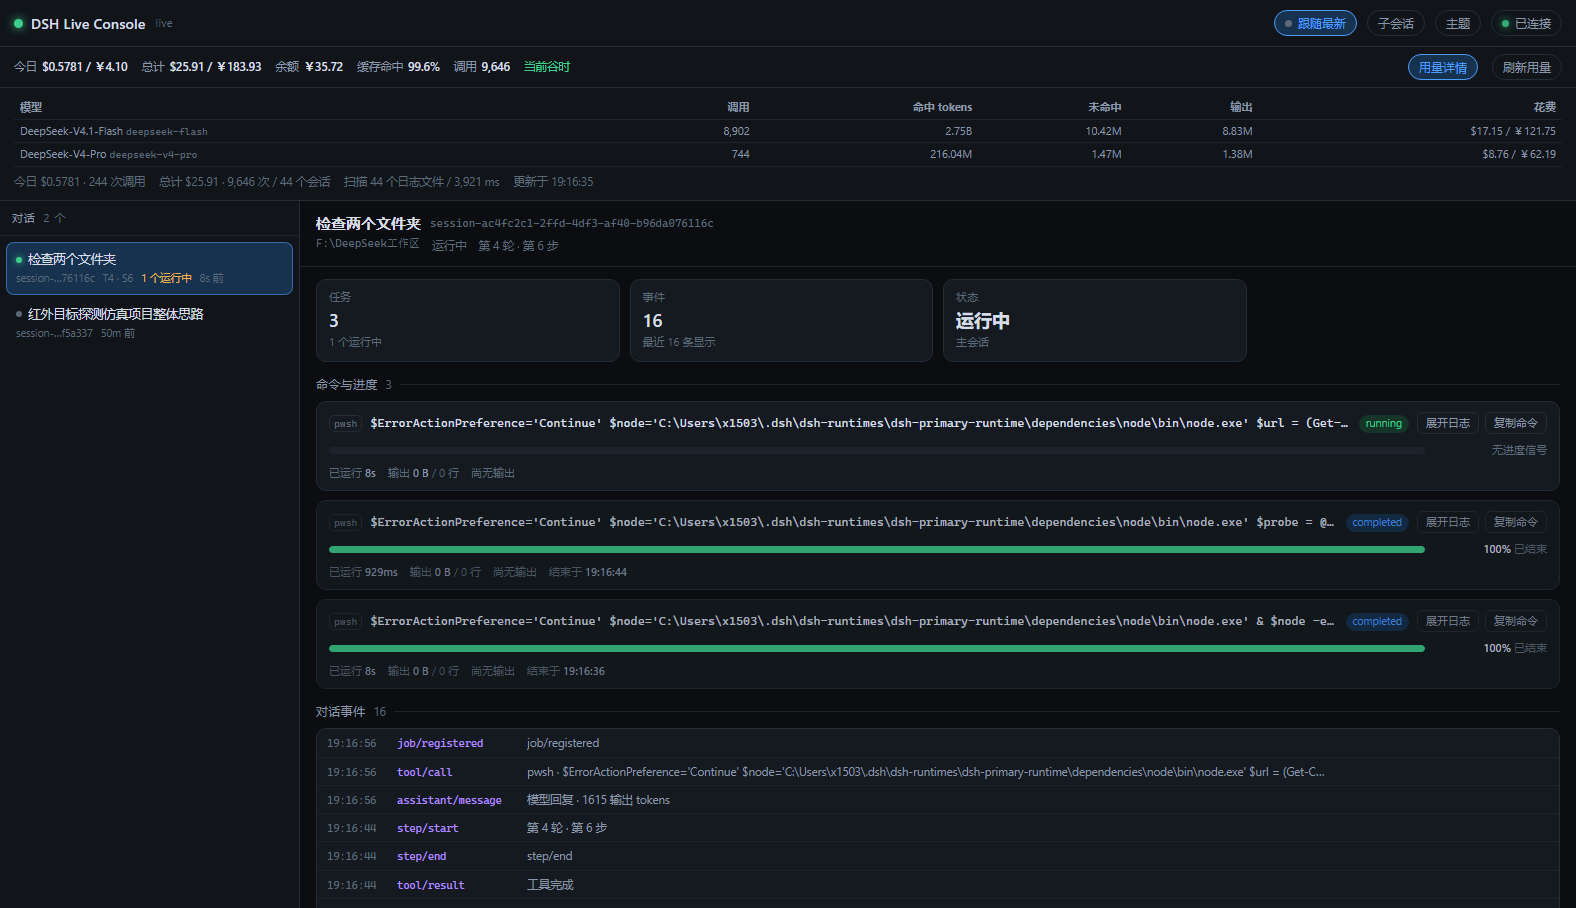 DSH Live Console live 跟随最新 子会话 主题 已连接
今日 $0.5781 / ¥4.10 总计 $25.91 / ¥183.93 余额 ¥35.72 缓存命中 99.6% 调用 9,646 当前谷时 用量详情 刷新用量
模型 调用 命中 tokens 未命中 输出 花费
DeepSeek-V4.1-Flash deepseek-flash 8,902 2.75B 10.42M 8.83M $17.15 / ¥121.75
DeepSeek-V4-Pro deepseek-v4-pro 744 216.04M 1.47M 1.38M $8.76 / ¥62.19
今日 $0.5781 · 244 次调用 总计 $25.91 · 9,646 次 / 44 个会话 扫描 44 个日志文件 / 3,921 ms 更新于 19:16:35
对话 2 个
检查两个文件夹
session-…76116c T4 · S6 1 个运行中 8s 前
红外目标探测仿真项目整体思路
session-…f5a337 50m 前
检查两个文件夹 session-ac4fc2c1-2ffd-4df3-af40-b96da076116c
F:\DeepSeek工作区 运行中 第 4 轮 · 第 6 步
任务
3
1 个运行中
事件
16
最近 16 条显示
状态
运行中
主会话
命令与进度 3
pwsh $ErrorActionPreference='Continue' $node='C:\Users\x1503\.dsh\dsh-runtimes\dsh-primary-runtime\dependencies\node\bin\node.exe' $url = (Get-… running 展开日志 复制命令
无进度信号
已运行 8s 输出 0 B / 0 行 尚无输出
pwsh $ErrorActionPreference='Continue' $node='C:\Users\x1503\.dsh\dsh-runtimes\dsh-primary-runtime\dependencies\node\bin\node.exe' $probe = @… completed 展开日志 复制命令
100% 已结束
已运行 929ms 输出 0 B / 0 行 尚无输出 结束于 19:16:44
pwsh $ErrorActionPreference='Continue' $node='C:\Users\x1503\.dsh\dsh-runtimes\dsh-primary-runtime\dependencies\node\bin\node.exe' & $node -e… completed 展开日志 复制命令
100% 已结束
已运行 8s 输出 0 B / 0 行 尚无输出 结束于 19:16:36
对话事件 16
19:16:56 job/registered job/registered
19:16:56 tool/call pwsh · $ErrorActionPreference='Continue' $node='C:\Users\x1503\.dsh\dsh-runtimes\dsh-primary-runtime\dependencies\node\bin\node.exe' $url = (Get-C…
19:16:56 assistant/message 模型回复 · 1615 输出 tokens
19:16:44 step/start 第 4 轮 · 第 6 步
19:16:44 step/end step/end
19:16:44 tool/result 工具完成